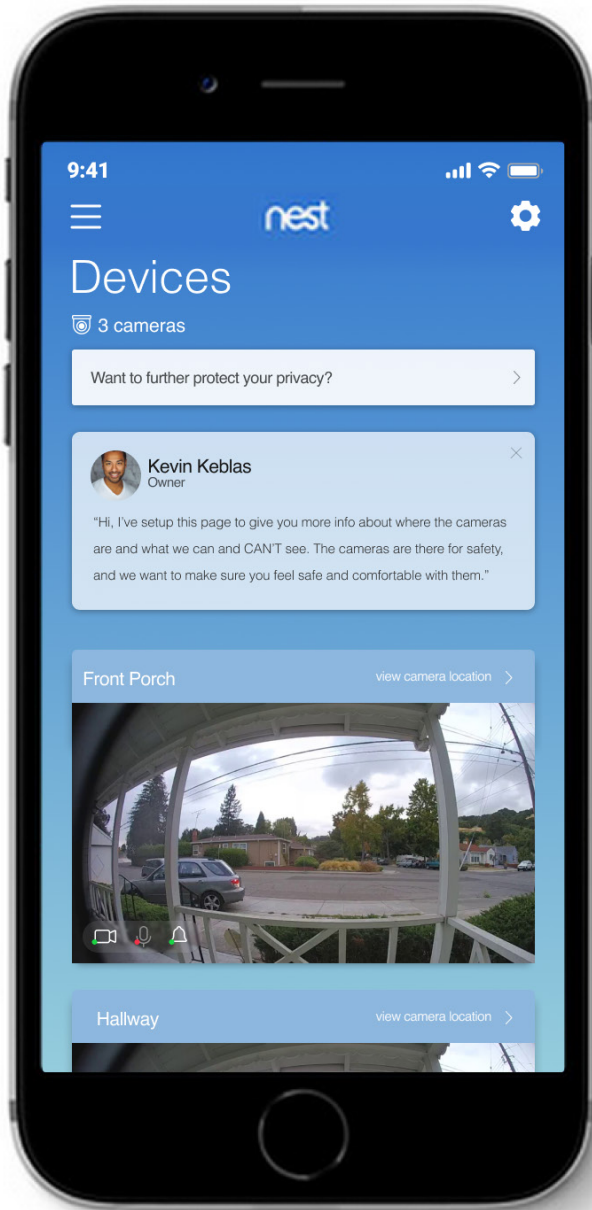 9:41
nest
Devices
3 cameras
Want to further protect your privacy?
Kevin Keblas
Owner
“Hi, I’ve setup this page to give you more info about where the cameras
are and what we can and CAN’T see. The cameras are there for safety,
and we want to make sure you feel safe and comfortable with them.”
Front Porch view camera location
Hallway view camera location